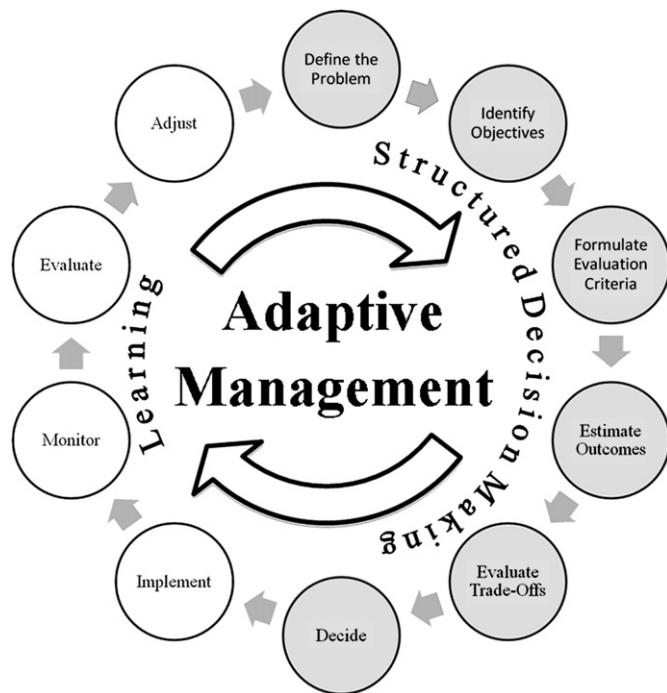 Define the
Problem
Identify
Objectives
Formulate
Evaluation
Criteria
Estimate
Outcomes
Evaluate
Trade-Offs
Decide
Implement
Monitor
Evaluate
Adjust
Structured Decision Making
Learning
Adaptive
Management